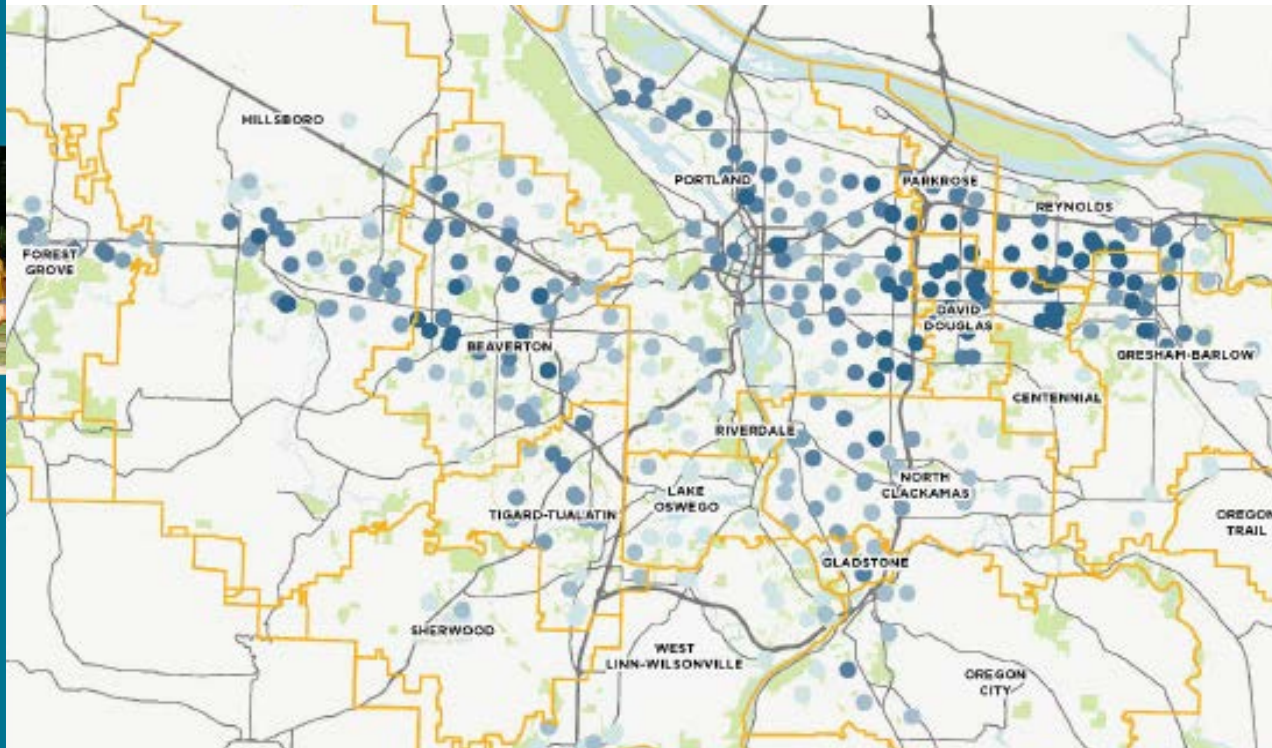 HILLSBORO
PORTLAND
PARKROSE
REYNOLDS
FOREST
GROVE
DAVID
DOUGLAS
BEAVERTON
GRESHAM-BARLOW
CENTENNIAL
RIVERDALE
NORTH
CLACKAMAS
LAKE
OSWEGO
TIGARD-TUALATIN
OREGON
TRAIL
GLADSTONE
SHERWOOD
WEST
LINN-WILSONVILLE
OREGON
CITY